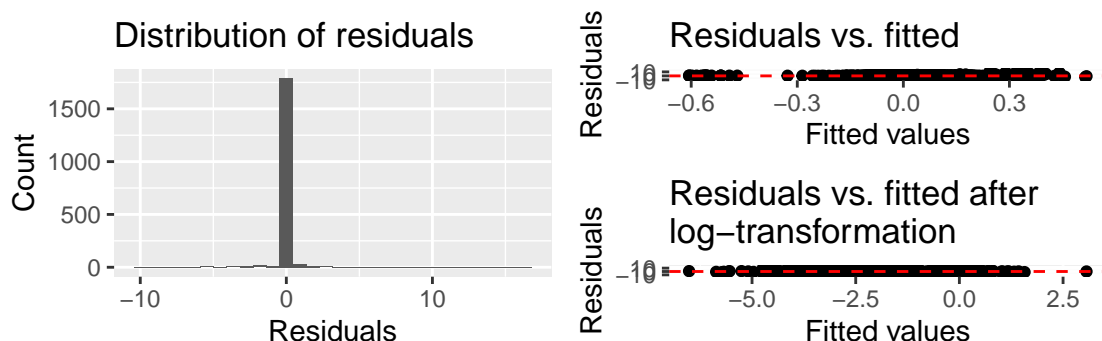 Distribution of residuals
Count
1500
1000
500
0
−10 0 10
Residuals
Residuals vs. fitted
Residuals
−0.6 −0.3 0.0 0.3
Fitted values
Residuals vs. fitted after
log−transformation
Residuals
−5.0 −2.5 0.0 2.5
Fitted values